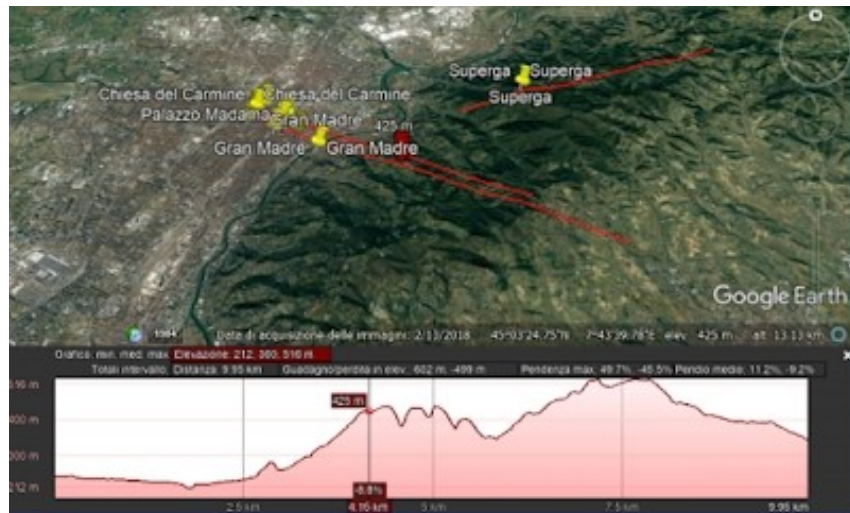 Superga Superga
Superga
Chiesa del Carmine Chiesa del Carmine
Palazzo Madama Gran Madre
425 m
Gran Madre Gran Madre
Google Earth
Data di acquisizione delle immagini: 2/13/2018 45°03'24.75"N 7°43'39.78"E elev 425 m alt 13.13 km
Grafico: min, med, max Elevazione: 212, 360, 516 m
Totali intervallo: Distanza: 9.95 km Guadagno/perdita in elev.: 602 m, -499 m Pendenza max: 49.7%, -45.5% Pendio medio: 11.2%, -9.2%
425 m
400 m
212 m
-8.8%
2.5 km 4.16 km 5 km 7.5 km 9.95 km